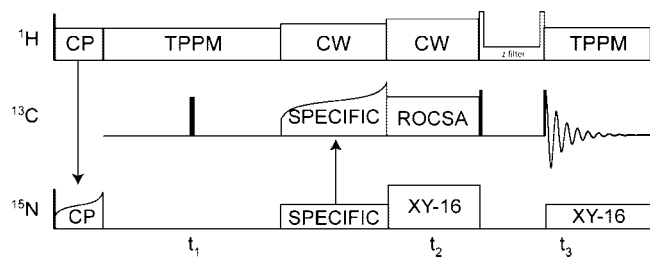 ¹H CP TPPM CW CW z filter TPPM
¹³C SPECIFIC ROCSA
¹⁵N CP SPECIFIC XY-16 XY-16
t₁ t₂ t₃